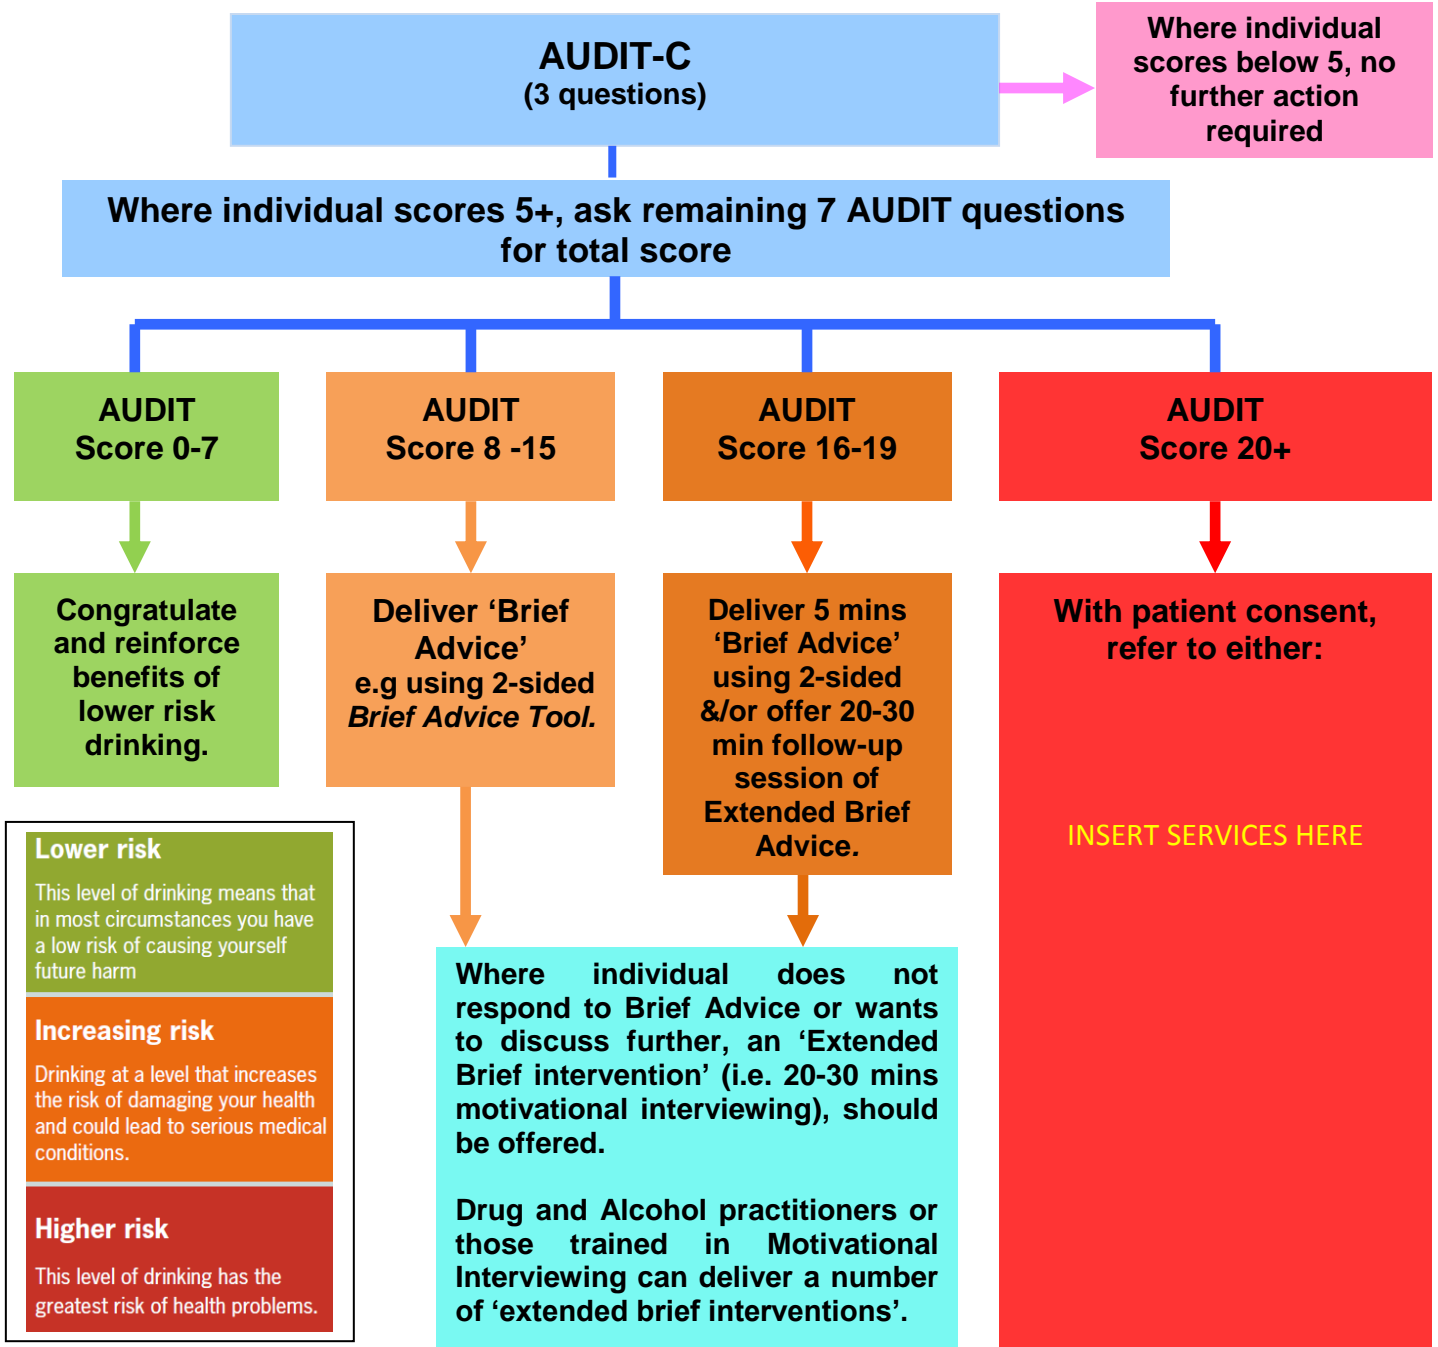 AUDIT-C
(3 questions)
Where individual
scores below 5, no
further action
required
Where individual scores 5+, ask remaining 7 AUDIT questions
for total score
AUDIT
Score 0-7
AUDIT
Score 8 -15
AUDIT
Score 16-19
AUDIT
Score 20+
Congratulate
and reinforce
benefits of
lower risk
drinking.
Deliver ‘Brief
Advice’
e.g using 2-sided
Brief Advice Tool.
Deliver 5 mins
‘Brief Advice’
using 2-sided
&/or offer 20-30
min follow-up
session of
Extended Brief
Advice.
With patient consent,
refer to either:
INSERT SERVICES HERE
Lower risk
This level of drinking means that
in most circumstances you have
a low risk of causing yourself
future harm
Increasing risk
Drinking at a level that increases
the risk of damaging your health
and could lead to serious medical
conditions.
Higher risk
This level of drinking has the
greatest risk of health problems.
Where individual does not
respond to Brief Advice or wants
to discuss further, an ‘Extended
Brief intervention’ (i.e. 20-30 mins
motivational interviewing), should
be offered.
Drug and Alcohol practitioners or
those trained in Motivational
Interviewing can deliver a number
of ‘extended brief interventions’.